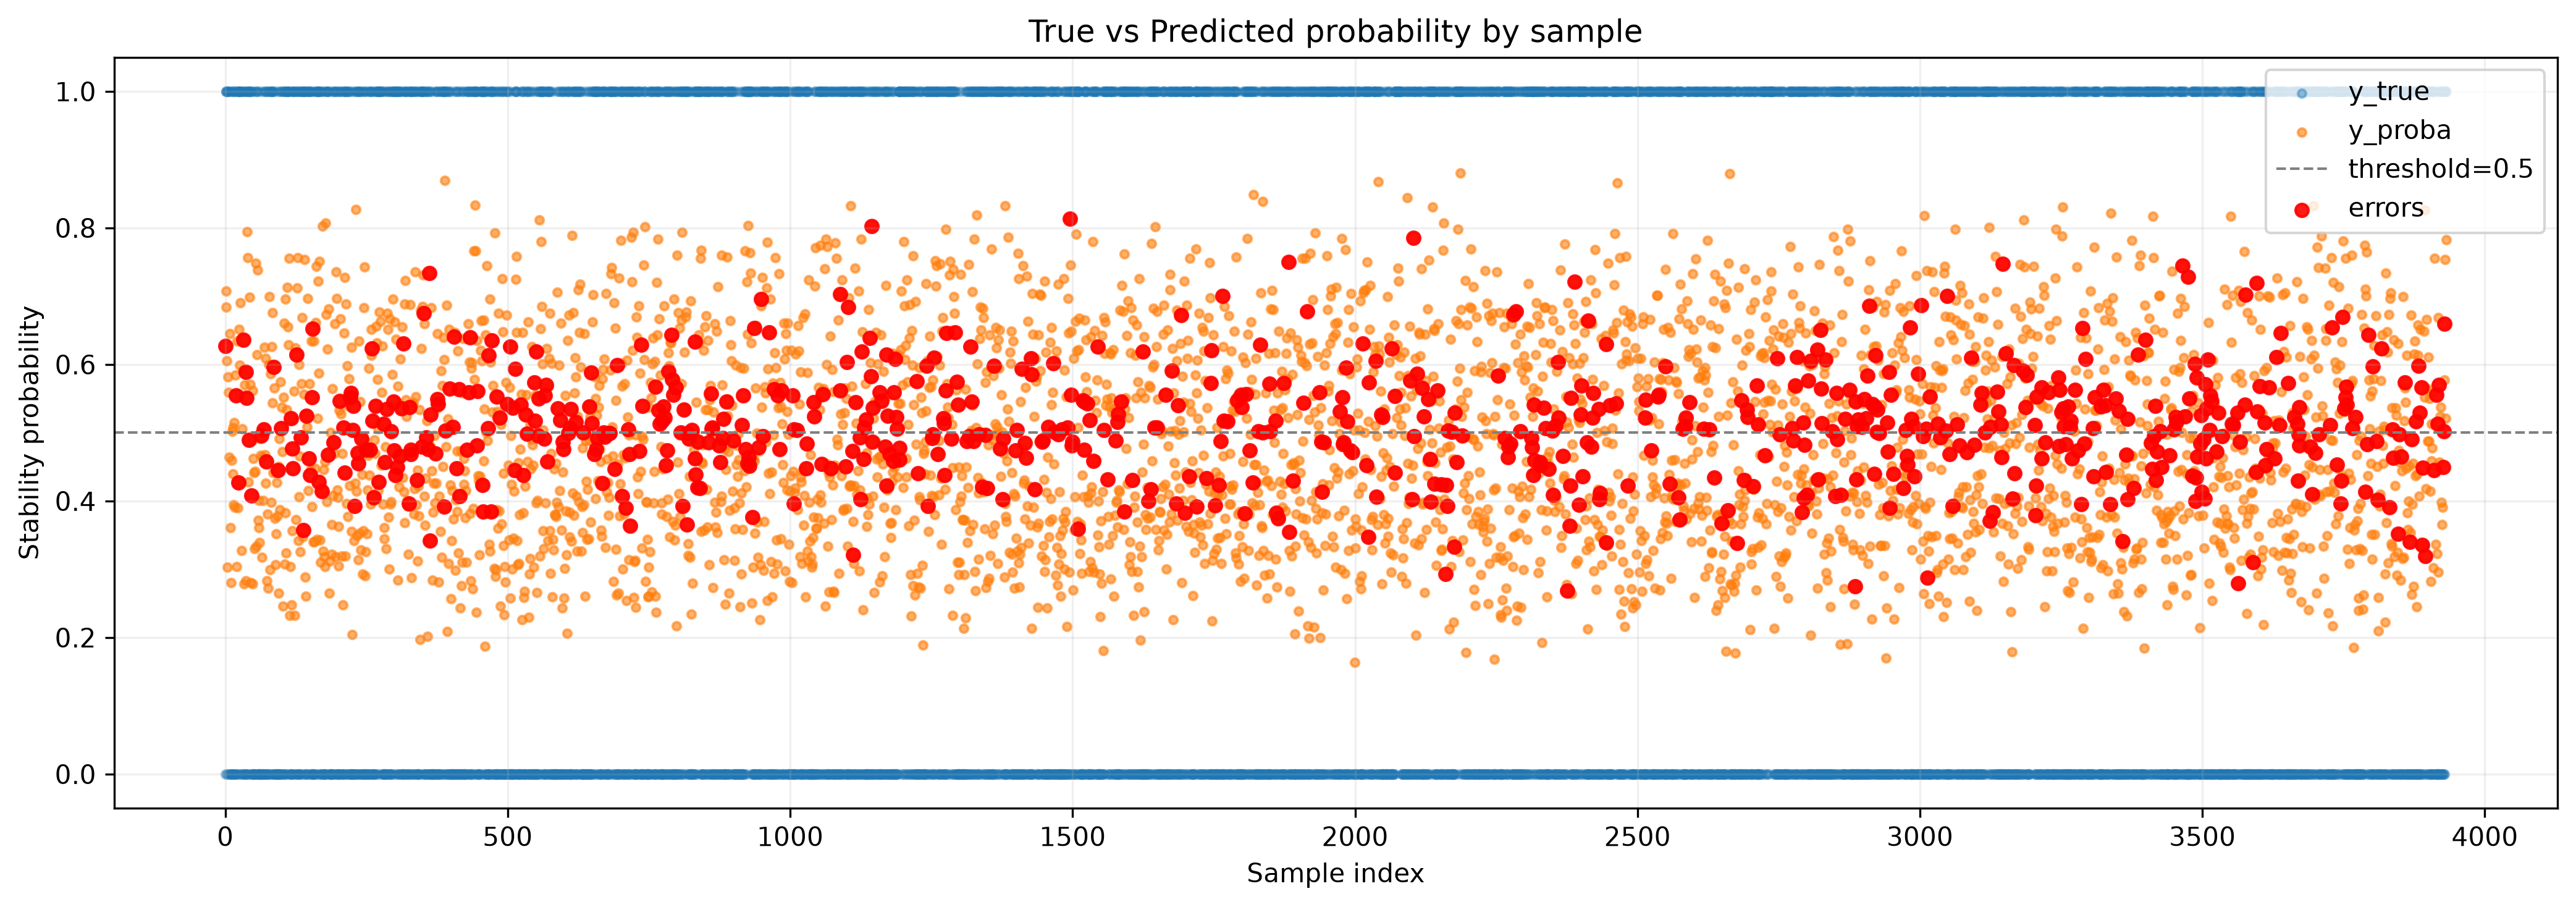 True vs Predicted probability by sample
1.0
0.8
0.6
0.4
0.2
0.0
Stability probability
y_true
y_proba
threshold=0.5
errors
0 500 1000 1500 2000 2500 3000 3500 4000
Sample index